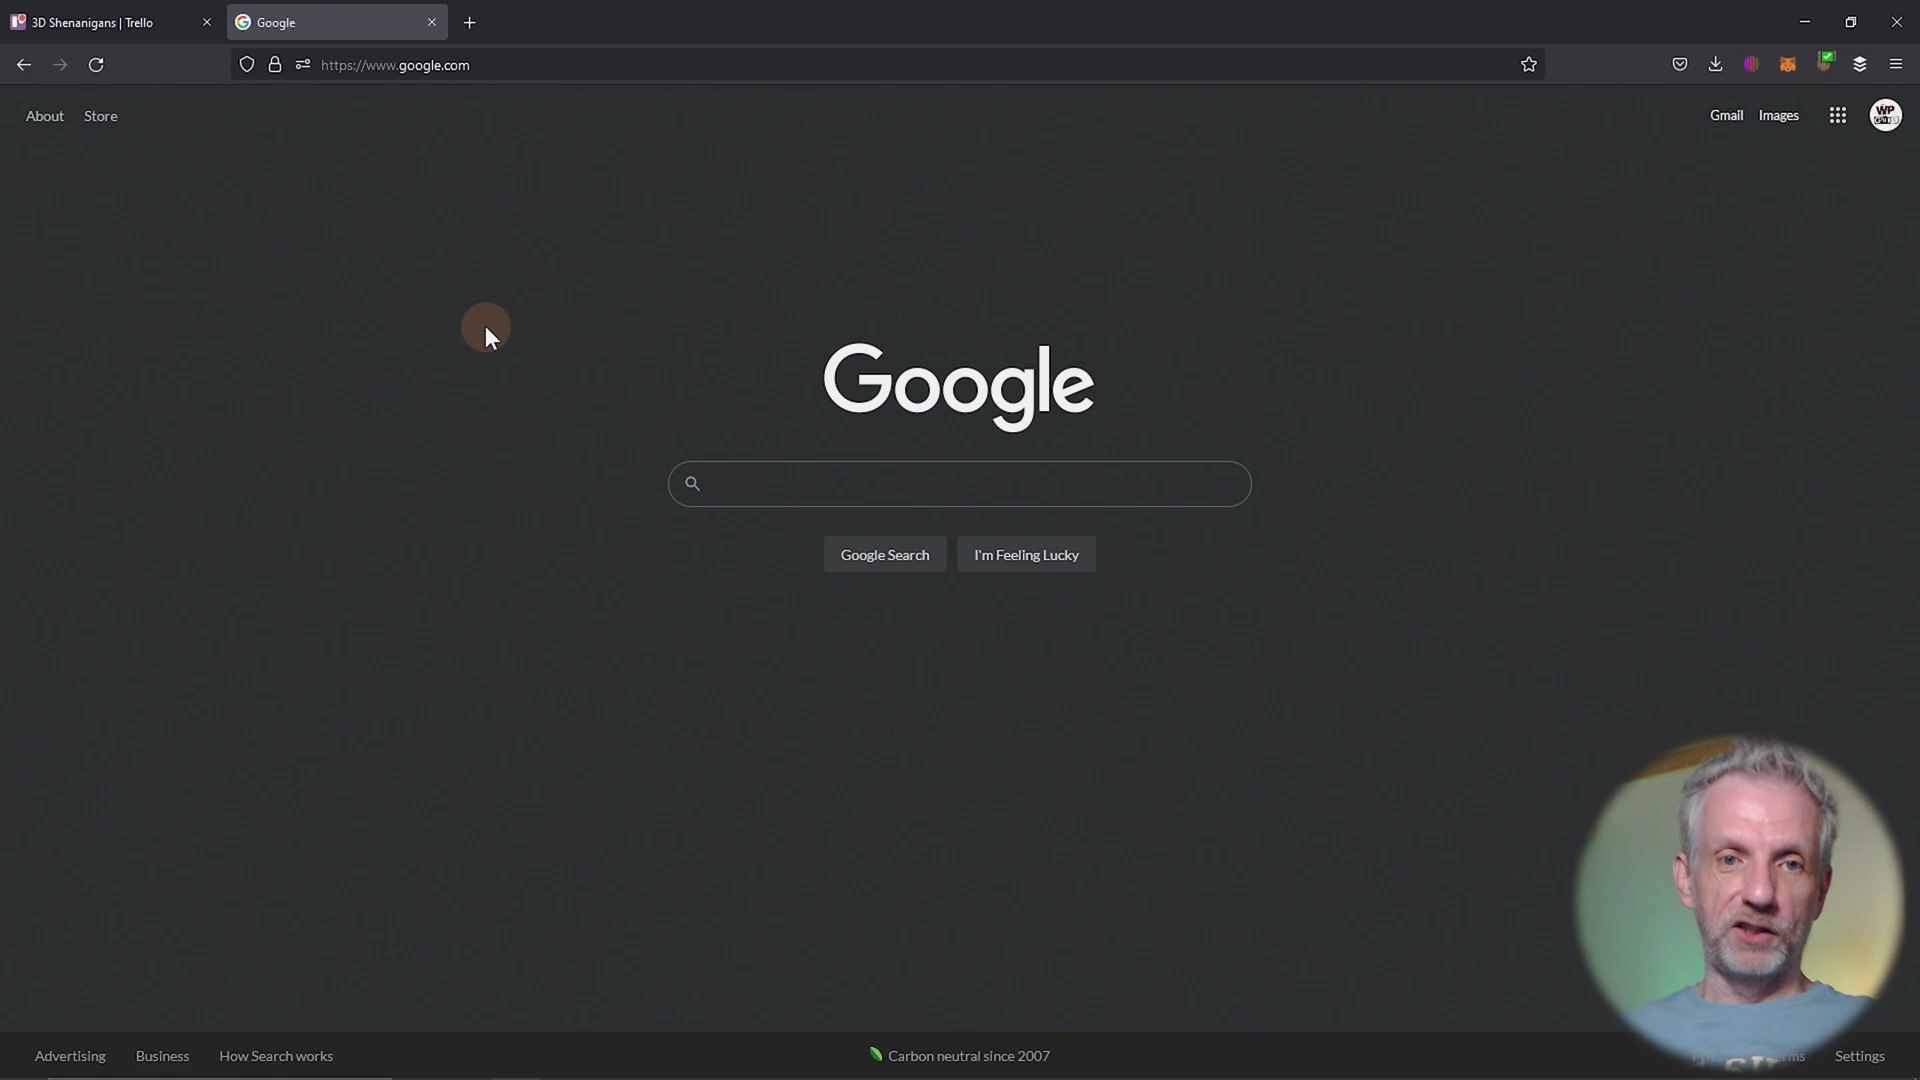 3D Shenanigans | Trello
Google
https://www.google.com
About
Store
Gmail
Images
WP
Google
Google Search
I'm Feeling Lucky
Advertising
Business
How Search works
Carbon neutral since 2007
Settings